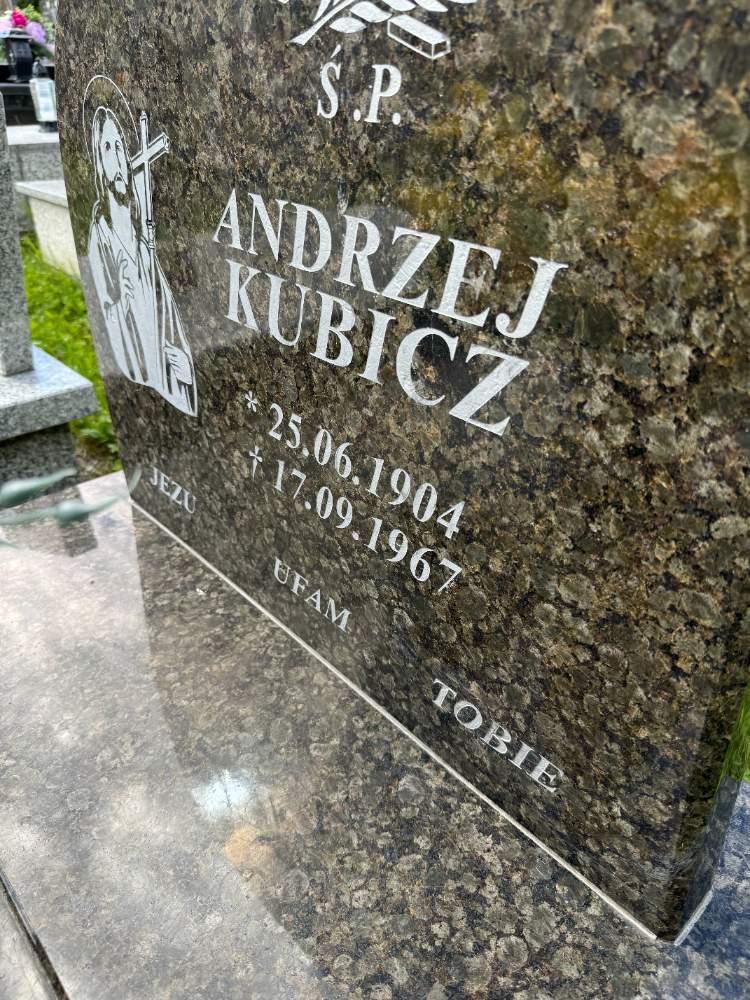 Ś.P.
ANDRZEJ
KUBICZ
* 25.06.1904
† 17.09.1967
JEZU UFAM TOBIE